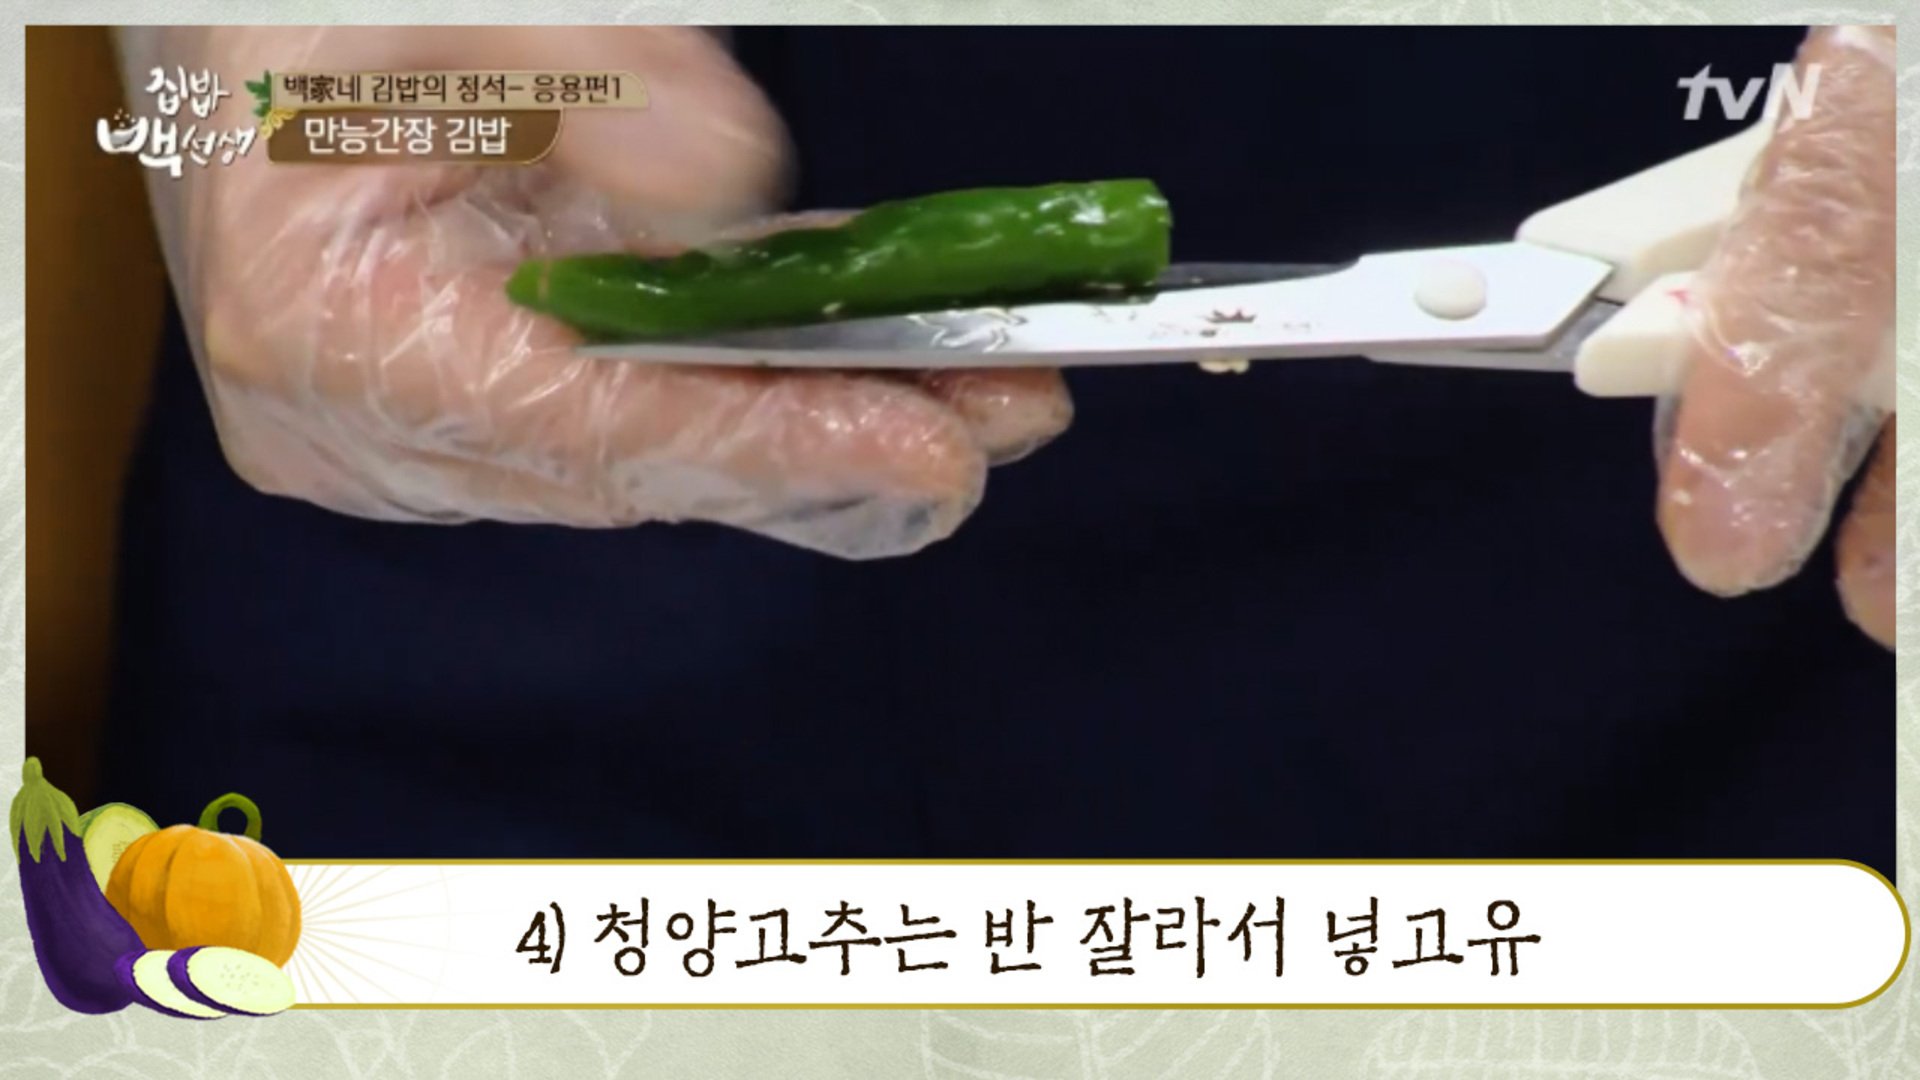 집밥
백선생
백家네 김밥의 정석- 응용편1
만능간장 김밥
tvN
4) 청양고추는 반 잘라서 넣고유